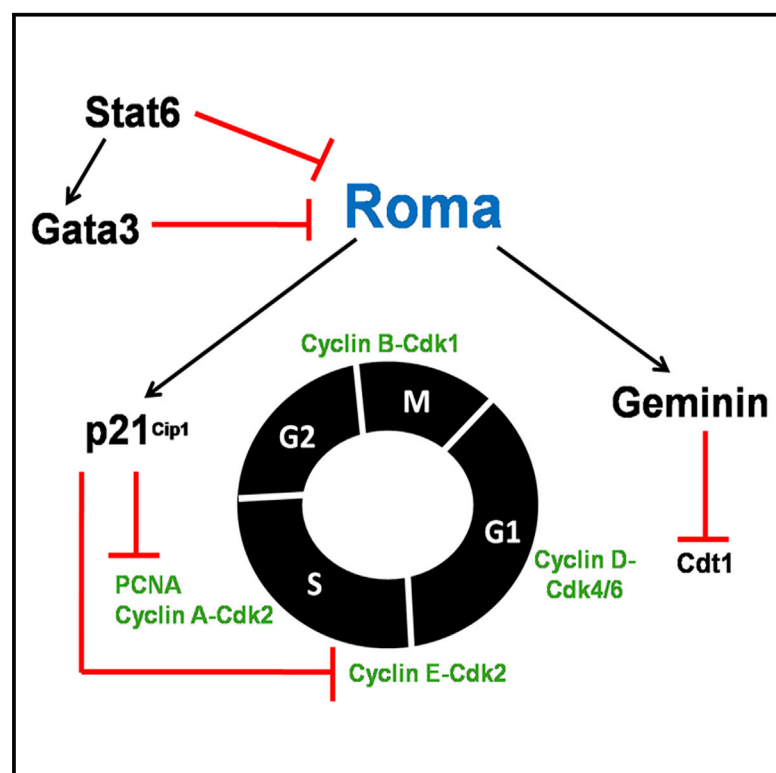 Stat6
Gata3
Roma
Cyclin B-Cdk1
M
G2
G1
S
p21Cip1
Geminin
Cdt1
PCNA
Cyclin A-Cdk2
Cyclin D-
Cdk4/6
Cyclin E-Cdk2